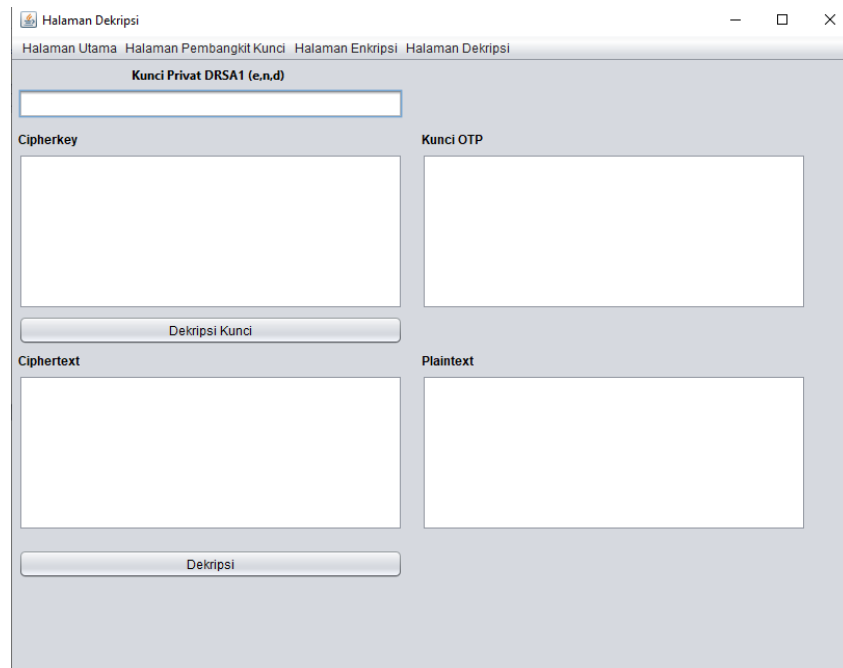 Halaman Dekripsi
Halaman Utama Halaman Pembangkit Kunci Halaman Enkripsi Halaman Dekripsi
Kunci Privat DRSA1 (e,n,d)
Cipherkey
Kunci OTP
Dekripsi Kunci
Ciphertext
Plaintext
Dekripsi